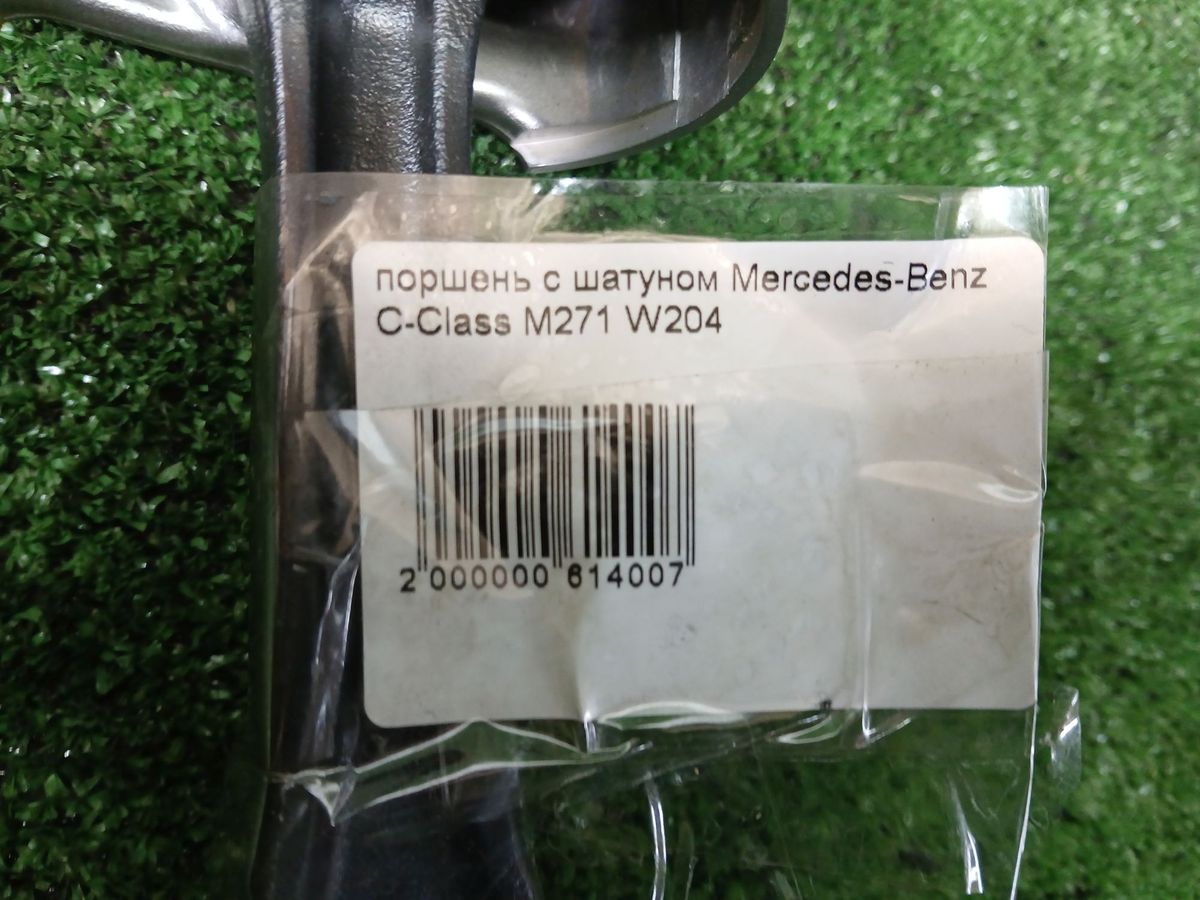 поршень с шатуном Mercedes-Benz
C-Class M271 W204
2 000000 614007